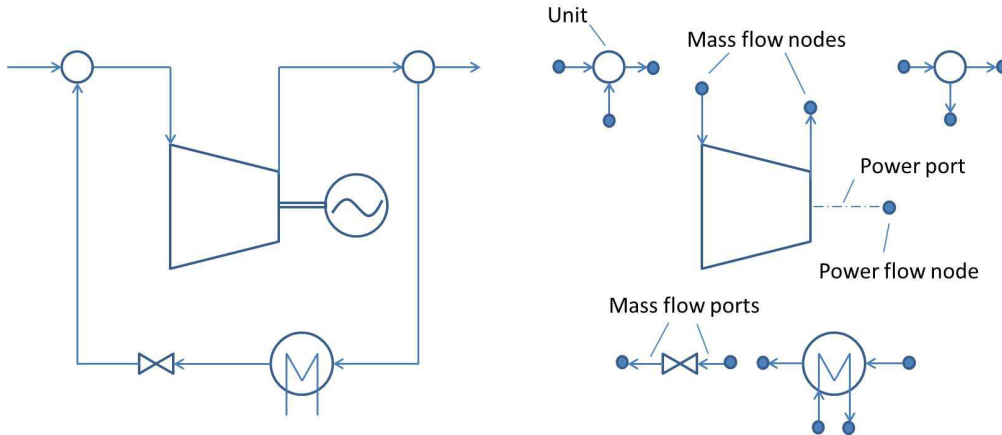 Unit
Mass flow nodes
Power port
Power flow node
Mass flow ports